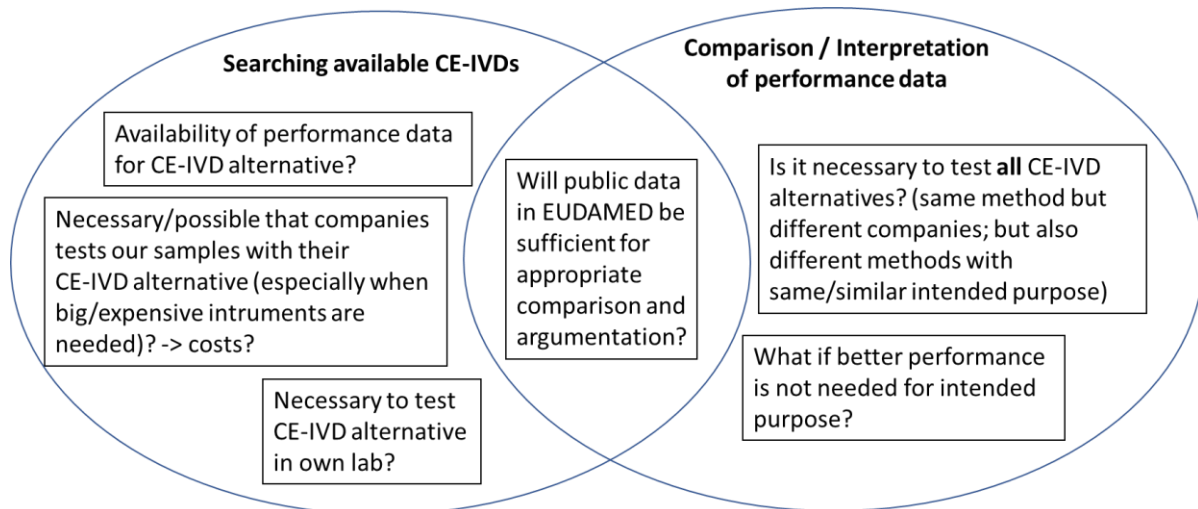 Searching available CE-IVDs
Comparison / Interpretation
of performance data
Availability of performance data
for CE-IVD alternative?
Necessary/possible that companies
tests our samples with their
CE-IVD alternative (especially when
big/expensive intruments are
needed)? -> costs?
Necessary to test
CE-IVD alternative
in own lab?
Will public data
in EUDAMED be
sufficient for
appropriate
comparison and
argumentation?
Is it necessary to test all CE-IVD
alternatives? (same method but
different companies; but also
different methods with
same/similar intended purpose)
What if better performance
is not needed for intended
purpose?